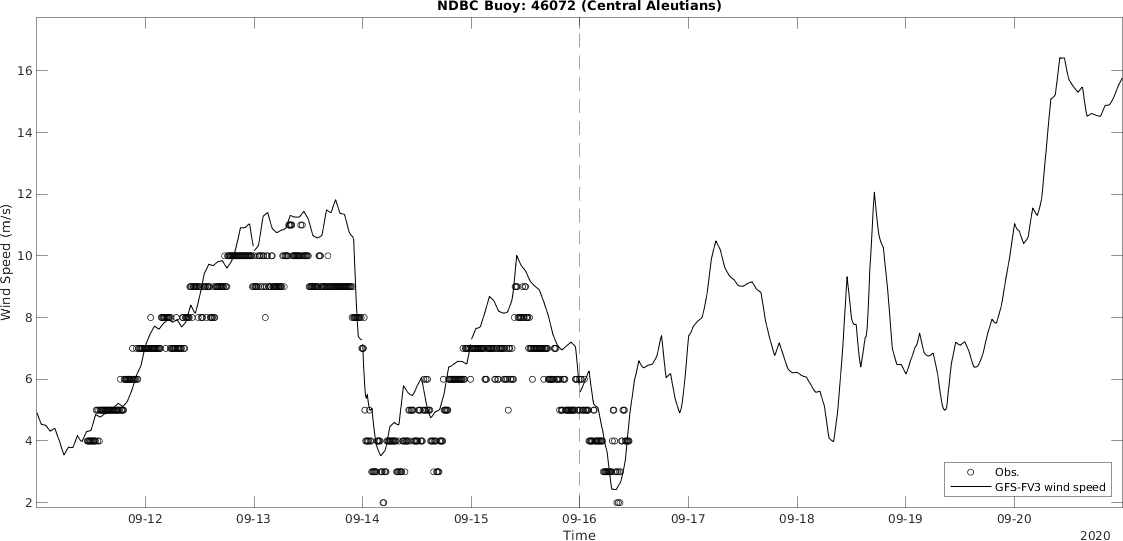 NDBC Buoy: 46072 (Central Aleutians)
Wind Speed (m/s)
16
14
12
10
8
6
4
2
Obs.
GFS-FV3 wind speed
09-12 09-13 09-14 09-15 09-16 09-17 09-18 09-19 09-20
Time
2020